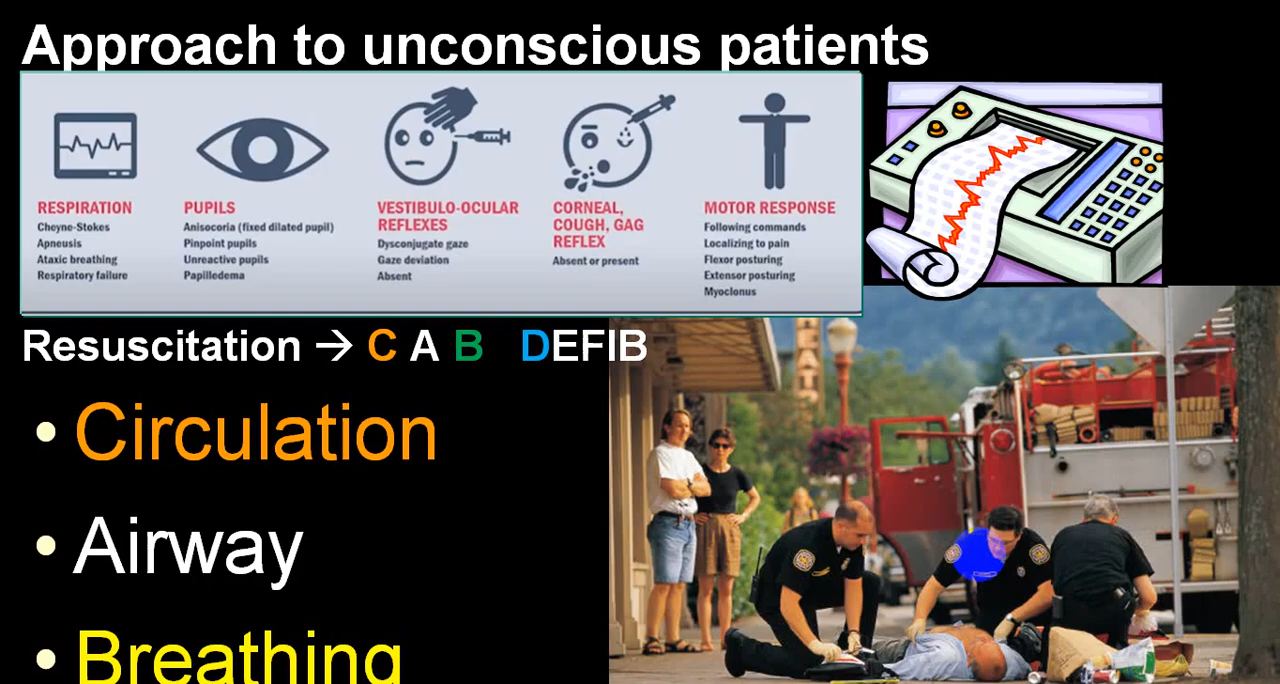 Approach to unconscious patients
RESPIRATION
Cheyne-Stokes
Apneusis
Ataxic breathing
Respiratory failure
PUPILS
Anisocoria (fixed dilated pupil)
Pinpoint pupils
Unreactive pupils
Papilledema
VESTIBULO-OCULAR
REFLEXES
Dysconjugate gaze
Gaze deviation
Absent
CORNEAL,
COUGH, GAG
REFLEX
Absent or present
MOTOR RESPONSE
Following commands
Localizing to pain
Flexor posturing
Extensor posturing
Myoclonus
Resuscitation → C A B DEFIB
• Circulation
• Airway
• Breathing